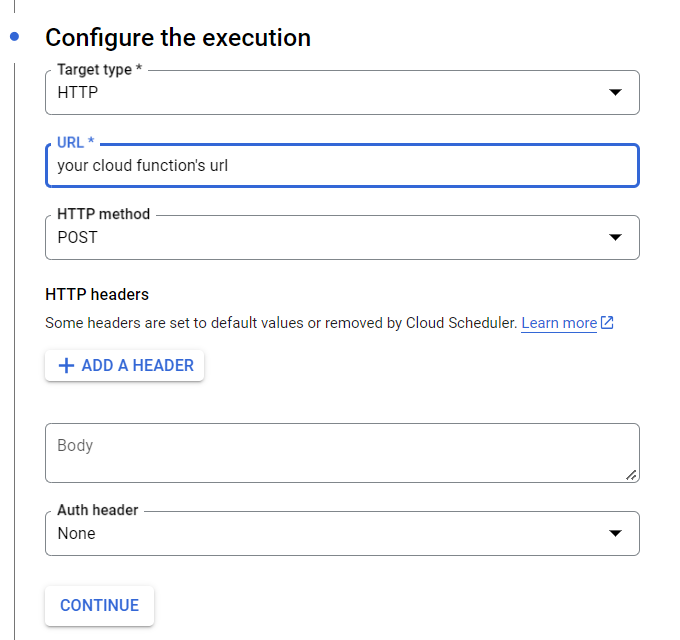 Configure the execution
Target type *
HTTP
URL *
your cloud function's url
HTTP method
POST
HTTP headers
Some headers are set to default values or removed by Cloud Scheduler. Learn more
ADD A HEADER
Body
Auth header
None
CONTINUE